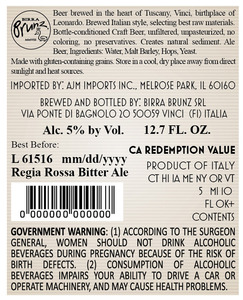 BIRRA
Brunz
Beer brewed in the heart of Tuscany, Vinci, birthplace of
Leonardo. Brewed Italian style, selecting best raw materials.
Bottle-conditioned Craft Beer, unfiltered, unpasteurized, no
coloring, no preservatives. Creates natural sediment. Ale
Beer, Ingredients: Water, Malt Barley, Hops, Yeast.
Made with gluten-containing grains. Store in a cool, dry place away from direct
sunlight and heat sources.
IMPORTED BY: AJM IMPORTS INC., MELROSE PARK, IL 60160
BREWED AND BOTTLED BY: BIRRA BRUNZ SRL
VIA PONTE DI BAGNOLO 20 50059 VINCI (FI) ITALIA
Alc. 5% by Vol. 12.7 FL. OZ.
Best Before:
L 61516 mm/dd/yyyy
Regia Rossa Bitter Ale
0 000000 000000
CA REDEMPTION VALUE
PRODUCT OF ITALY
CT HI IA ME NY OR VT
5 MI 10
FL OK+
CONTENTS
GOVERNMENT WARNING: (1) ACCORDING TO THE SURGEON
GENERAL, WOMEN SHOULD NOT DRINK ALCOHOLIC
BEVERAGES DURING PREGNANCY BECAUSE OF THE RISK OF
BIRTH DEFECTS. (2) CONSUMPTION OF ALCOHOLIC
BEVERAGES IMPAIRS YOUR ABILITY TO DRIVE A CAR OR
OPERATE MACHINERY, AND MAY CAUSE HEALTH PROBLEMS.